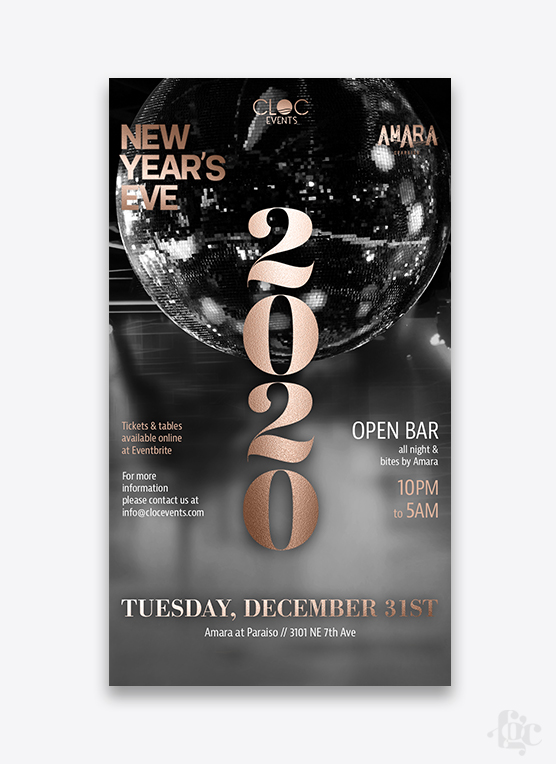 CLOC
EVENTS
NEW
YEAR'S
EVE
AMARA
2
0
2
0
Tickets & tables
available online
at Eventbrite
For more
information
please contact us at
info@clocevents.com
OPEN BAR
all night &
bites by Amara
10PM
to 5AM
TUESDAY, DECEMBER 31ST
Amara at Paraiso // 3101 NE 7th Ave